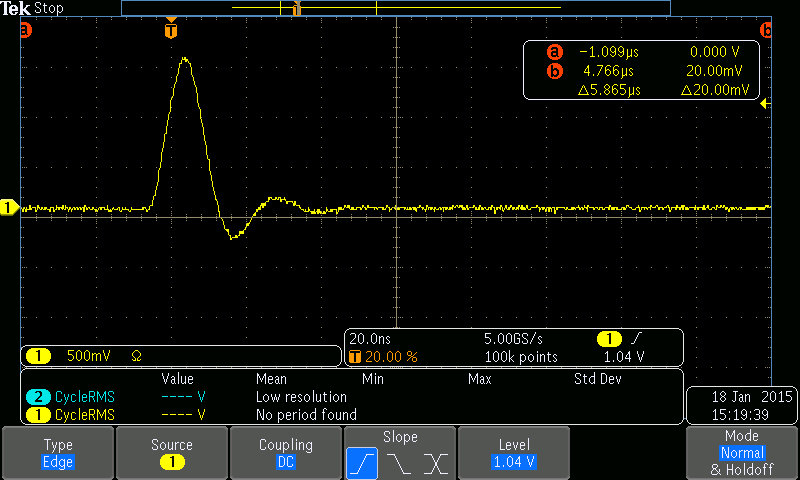 Tek Stop
T
a
T
b
a −1.099µs 0.000 V
b 4.766µs 20.00mV
△5.865µs △20.00mV
1
1 500mV Ω
20.0ns 5.00GS/s 1
T 20.00 % 100k points 1.04 V
Value Mean Min Max Std Dev
2 CycleRMS ---- V Low resolution
1 CycleRMS ---- V No period found
18 Jan 2015
15:19:39
Type
Edge
Source
1
Coupling
DC
Slope
Level
1.04 V
Mode
Normal
& Holdoff